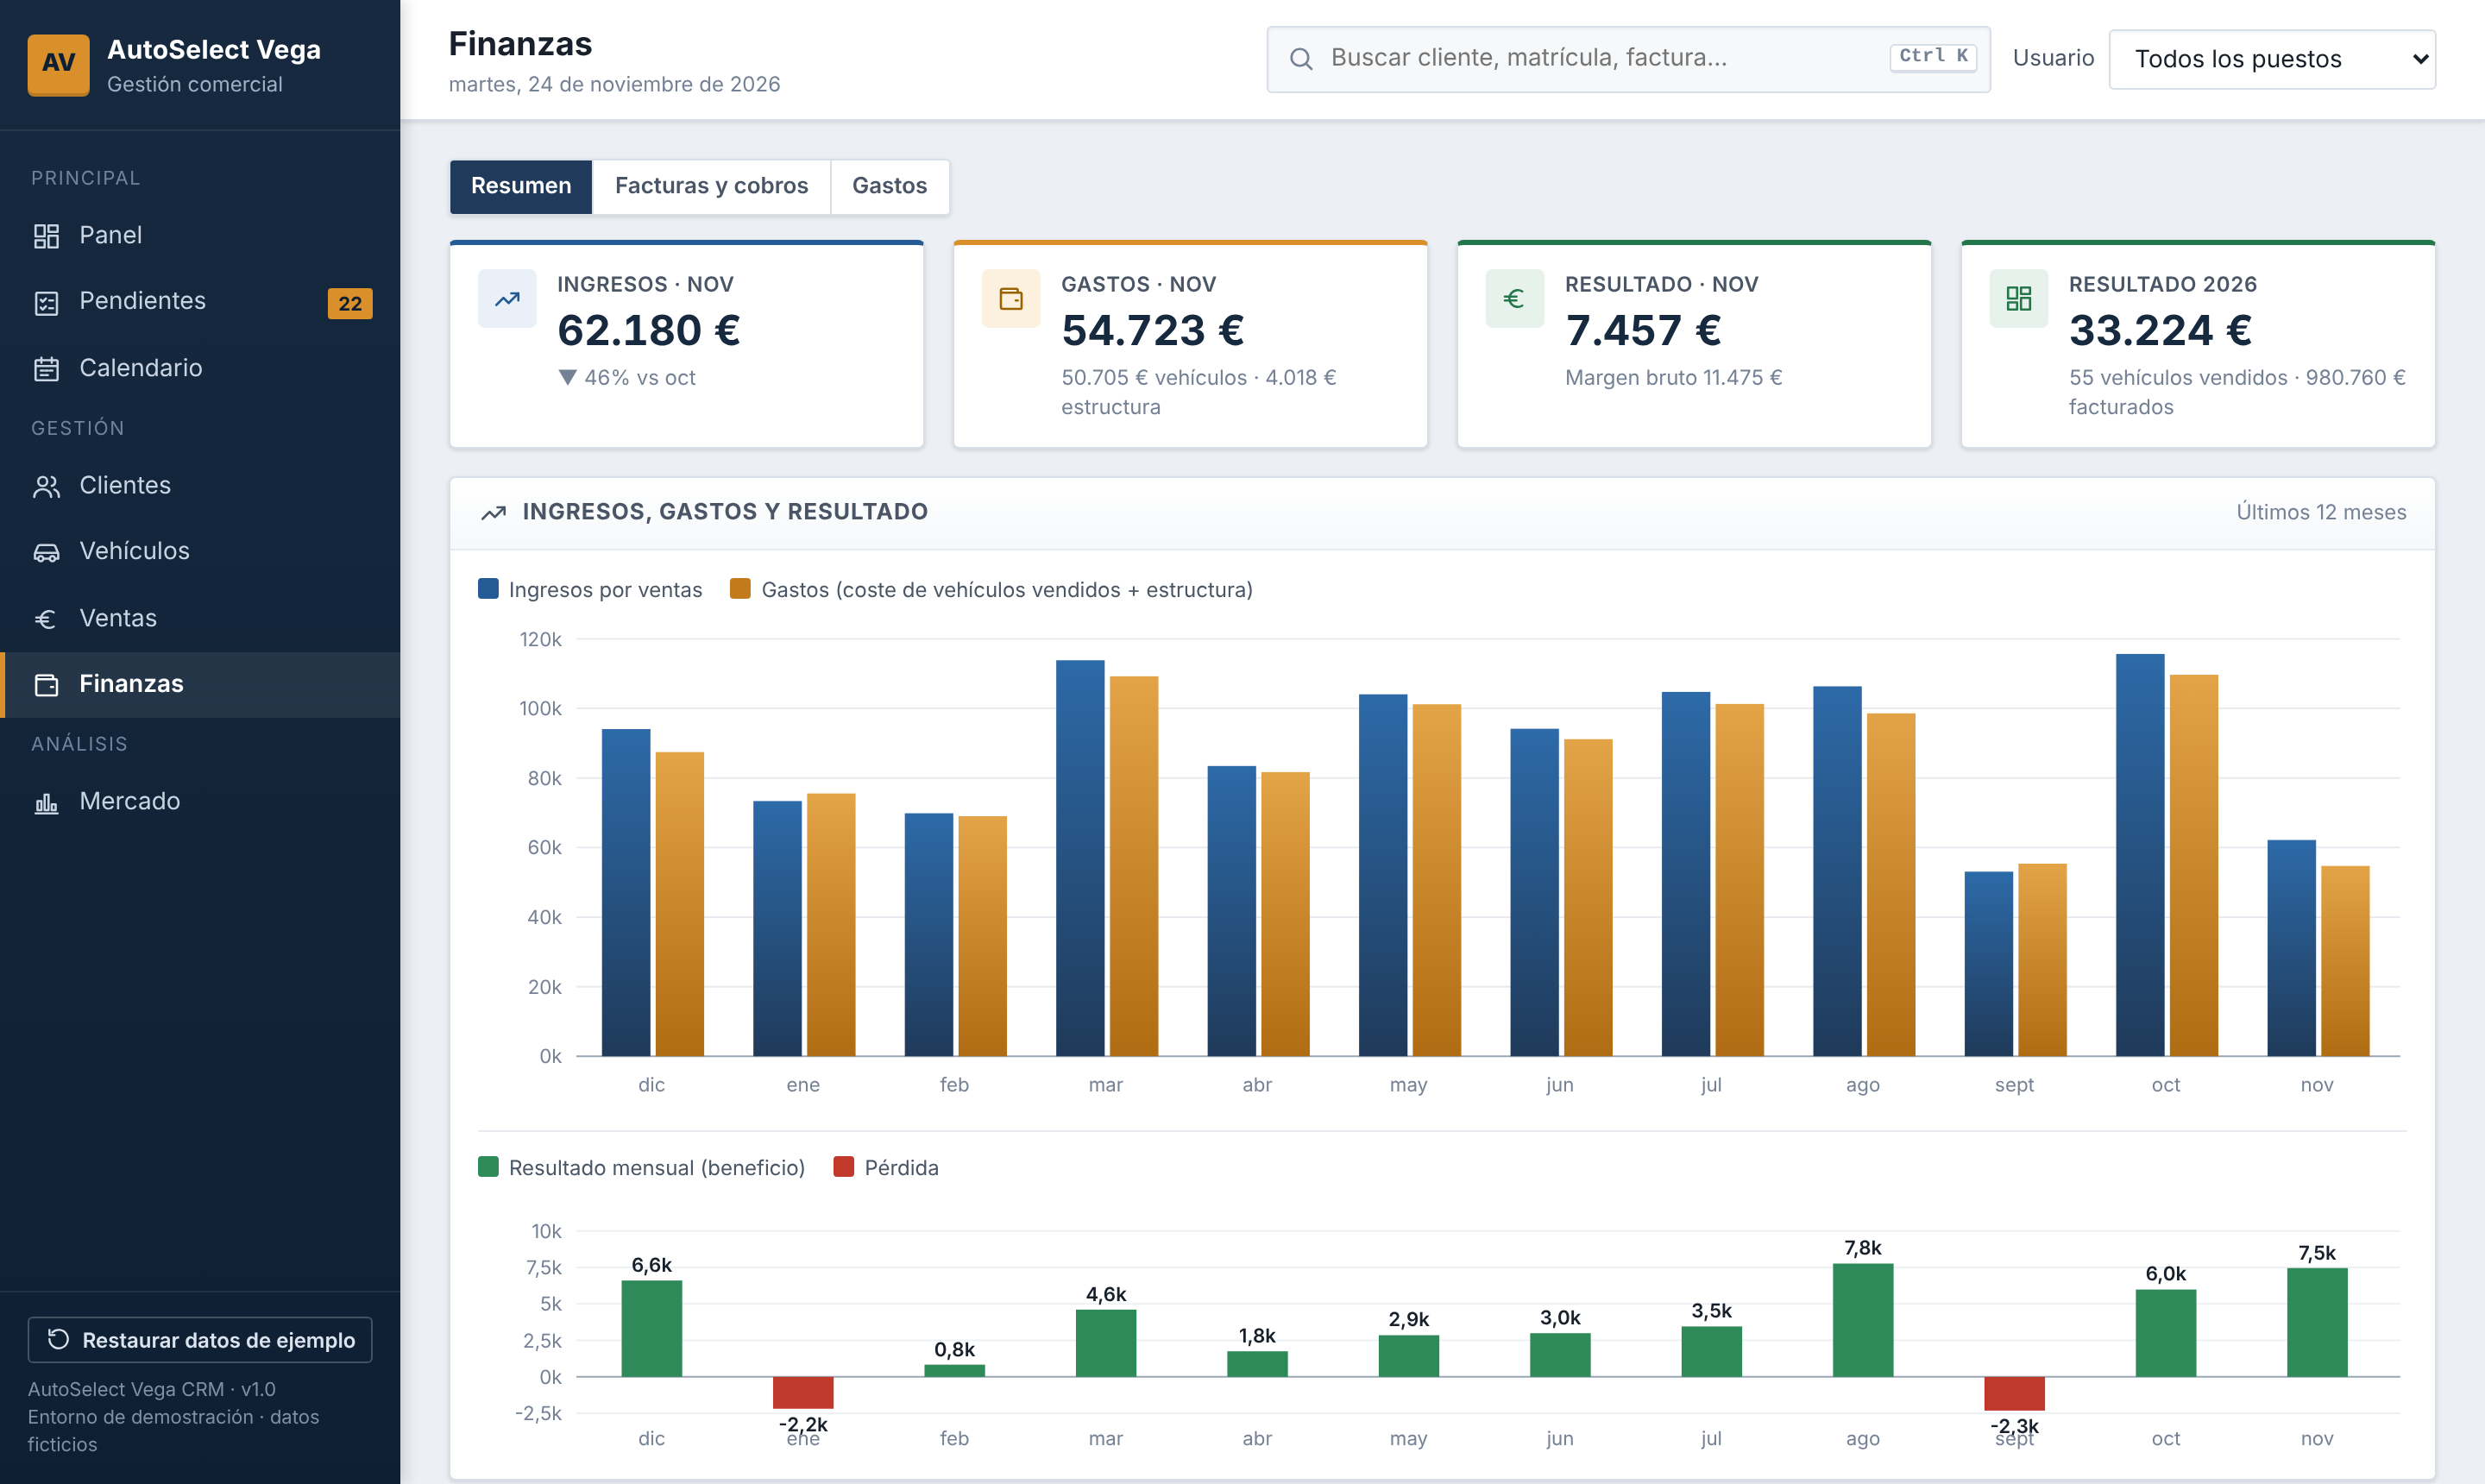 AV
AutoSelect Vega
Gestión comercial
PRINCIPAL
Panel
Pendientes
22
Calendario
GESTIÓN
Clientes
Vehículos
Ventas
Finanzas
ANÁLISIS
Mercado
Restaurar datos de ejemplo
AutoSelect Vega CRM · v1.0
Entorno de demostración · datos
ficticios
Finanzas
martes, 24 de noviembre de 2026
Buscar cliente, matrícula, factura...
Ctrl K
Usuario
Todos los puestos
Resumen
Facturas y cobros
Gastos
INGRESOS · NOV
62.180 €
▼ 46% vs oct
GASTOS · NOV
54.723 €
50.705 € vehículos · 4.018 €
estructura
RESULTADO · NOV
7.457 €
Margen bruto 11.475 €
RESULTADO 2026
33.224 €
55 vehículos vendidos · 980.760 €
facturados
INGRESOS, GASTOS Y RESULTADO
Últimos 12 meses
Ingresos por ventas
Gastos (coste de vehículos vendidos + estructura)
120k
100k
80k
60k
40k
20k
0k
dic ene feb mar abr may jun jul ago sept oct nov
Resultado mensual (beneficio)
Pérdida
10k
7,5k
5k
2,5k
0k
-2,5k
6,6k
-2,2k
0,8k
4,6k
1,8k
2,9k
3,0k
3,5k
7,8k
-2,3k
6,0k
7,5k
dic ene feb mar abr may jun jul ago sept oct nov